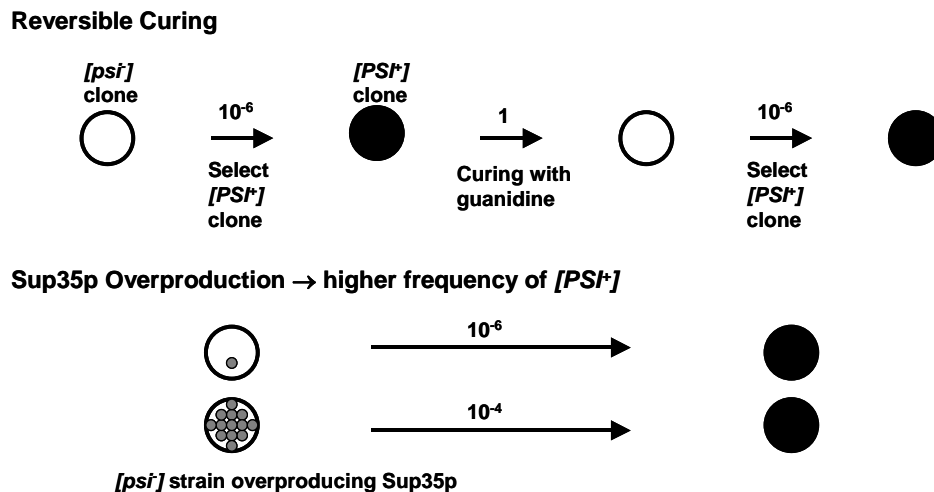 Reversible Curing
[psi-]
clone
10-6
Select
[PSI+]
clone
[PSI+]
clone
1
Curing with
guanidine
10-6
Select
[PSI+]
clone
Sup35p Overproduction → higher frequency of [PSI+]
10-6
10-4
[psi-] strain overproducing Sup35p